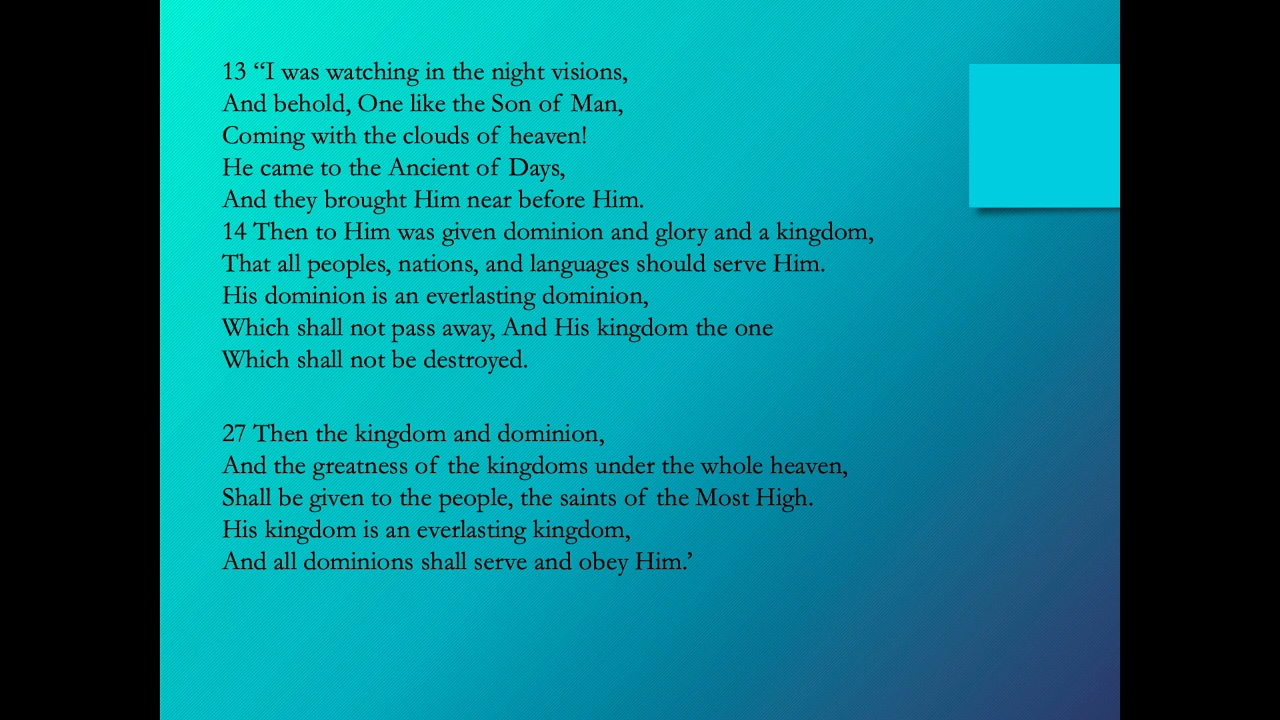 13 “I was watching in the night visions,
And behold, One like the Son of Man,
Coming with the clouds of heaven!
He came to the Ancient of Days,
And they brought Him near before Him.
14 Then to Him was given dominion and glory and a kingdom,
That all peoples, nations, and languages should serve Him.
His dominion is an everlasting dominion,
Which shall not pass away, And His kingdom the one
Which shall not be destroyed.
27 Then the kingdom and dominion,
And the greatness of the kingdoms under the whole heaven,
Shall be given to the people, the saints of the Most High.
His kingdom is an everlasting kingdom,
And all dominions shall serve and obey Him.’